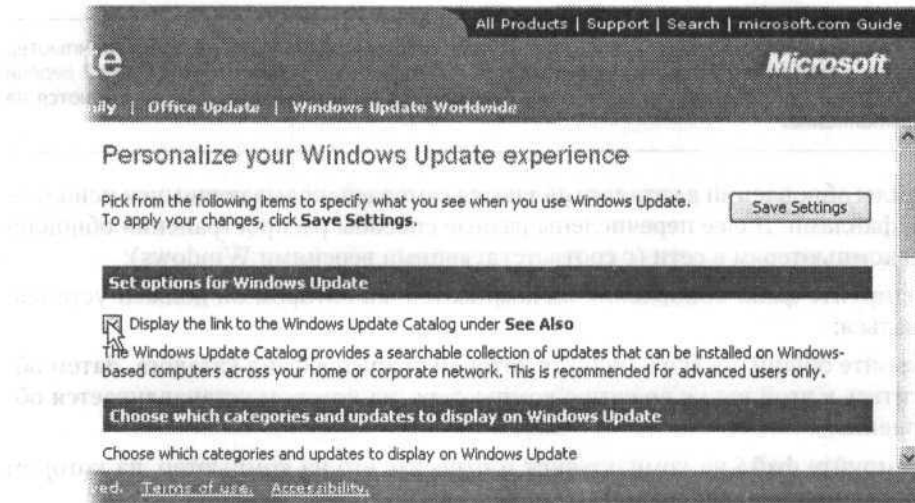 All Products | Support | Search | microsoft.com Guide
e
Microsoft
ily | Office Update | Windows Update Worldwide
Personalize your Windows Update experience
Pick from the following items to specify what you see when you use Windows Update.
To apply your changes, click Save Settings.
Save Settings
Set options for Windows Update
Display the link to the Windows Update Catalog under See Also
The Windows Update Catalog provides a searchable collection of updates that can be installed on Windows-
based computers across your home or corporate network. This is recommended for advanced users only.
Choose which categories and updates to display on Windows Update
Choose which categories and updates to display on Windows Update
ved. Terms of use. Accessibility.